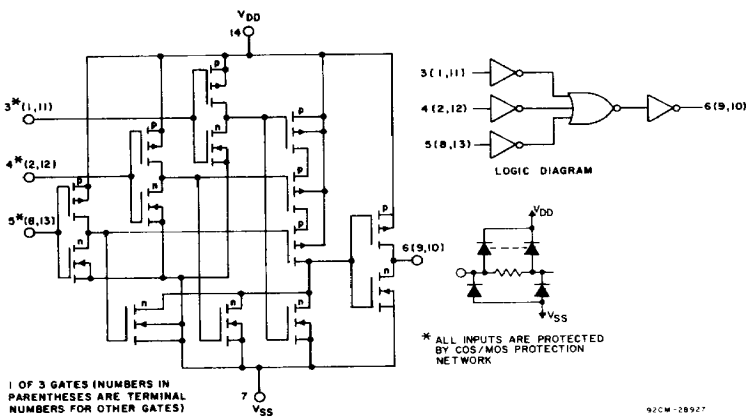 VDD
14
3*(1,11)
4*(2,12)
5*(8,13)
p
p
p
p
p
p
p
n
n
n
n
n
n
n
6(9,10)
7
VSS
1 OF 3 GATES (NUMBERS IN
PARENTHESES ARE TERMINAL
NUMBERS FOR OTHER GATES)
3(1,11)
4(2,12)
5(8,13)
6(9,10)
LOGIC DIAGRAM
VDD
VSS
* ALL INPUTS ARE PROTECTED
BY COS/MOS PROTECTION
NETWORK
92CM-28927